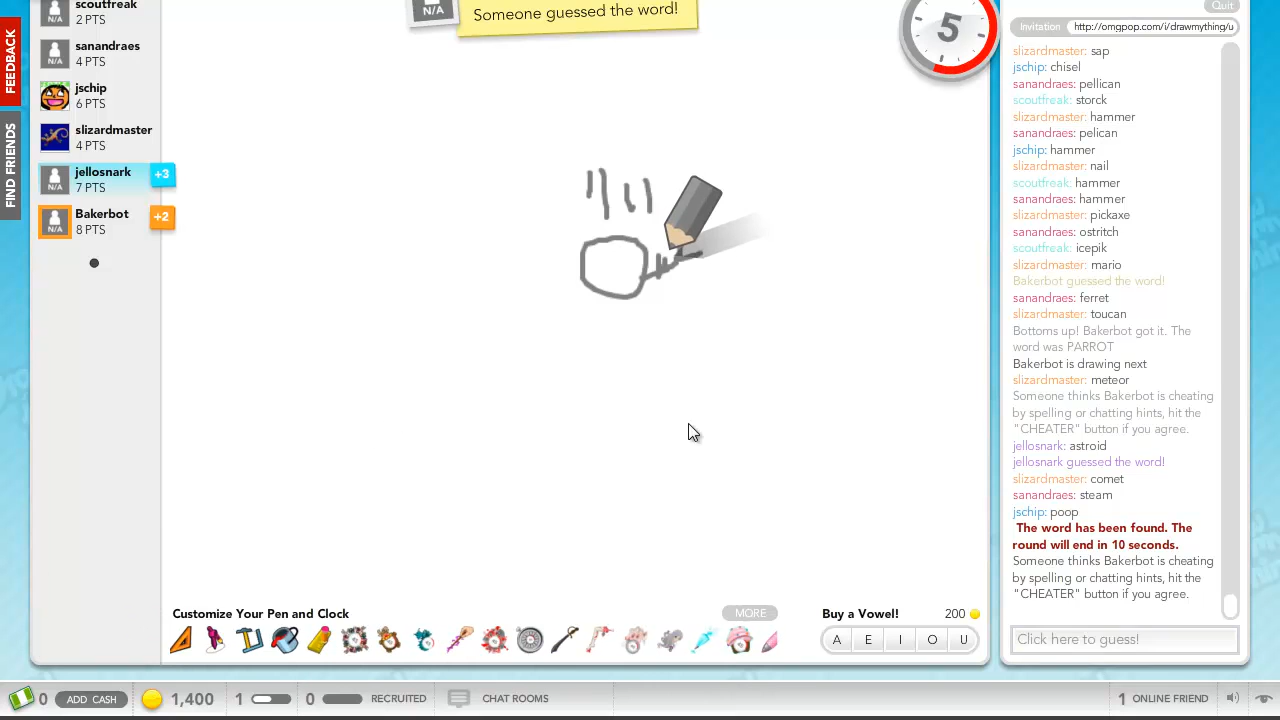 FEEDBACK
FIND FRIENDS
scoutfreak
2 PTS
sanandraes
4 PTS
jschip
6 PTS
slizardmaster
4 PTS
N/A
jellosnark
7 PTS
+3
N/A
Bakerbot
8 PTS
+2
N/A
N/A
Someone guessed the word!
5
Quit
Invitation http://omgpop.com/i/drawmything/u
slizardmaster: sap
jschip: chisel
sanandraes: pellican
scoutfreak: storck
slizardmaster: hammer
sanandraes: pelican
jschip: hammer
slizardmaster: nail
scoutfreak: hammer
sanandraes: hammer
slizardmaster: pickaxe
sanandraes: ostritch
scoutfreak: icepik
slizardmaster: mario
Bakerbot guessed the word!
sanandraes: ferret
slizardmaster: toucan
Bottoms up! Bakerbot got it. The
word was PARROT
Bakerbot is drawing next
slizardmaster: meteor
Someone thinks Bakerbot is cheating
by spelling or chatting hints, hit the
"CHEATER" button if you agree.
jellosnark: astroid
jellosnark guessed the word!
slizardmaster: comet
sanandraes: steam
jschip: poop
The word has been found. The
round will end in 10 seconds.
Someone thinks Bakerbot is cheating
by spelling or chatting hints, hit the
"CHEATER" button if you agree.
Click here to guess!
Customize Your Pen and Clock
MORE
Buy a Vowel! 200
A E I O U
0 ADD CASH 1,400 1 0 RECRUITED CHAT ROOMS 1 ONLINE FRIEND